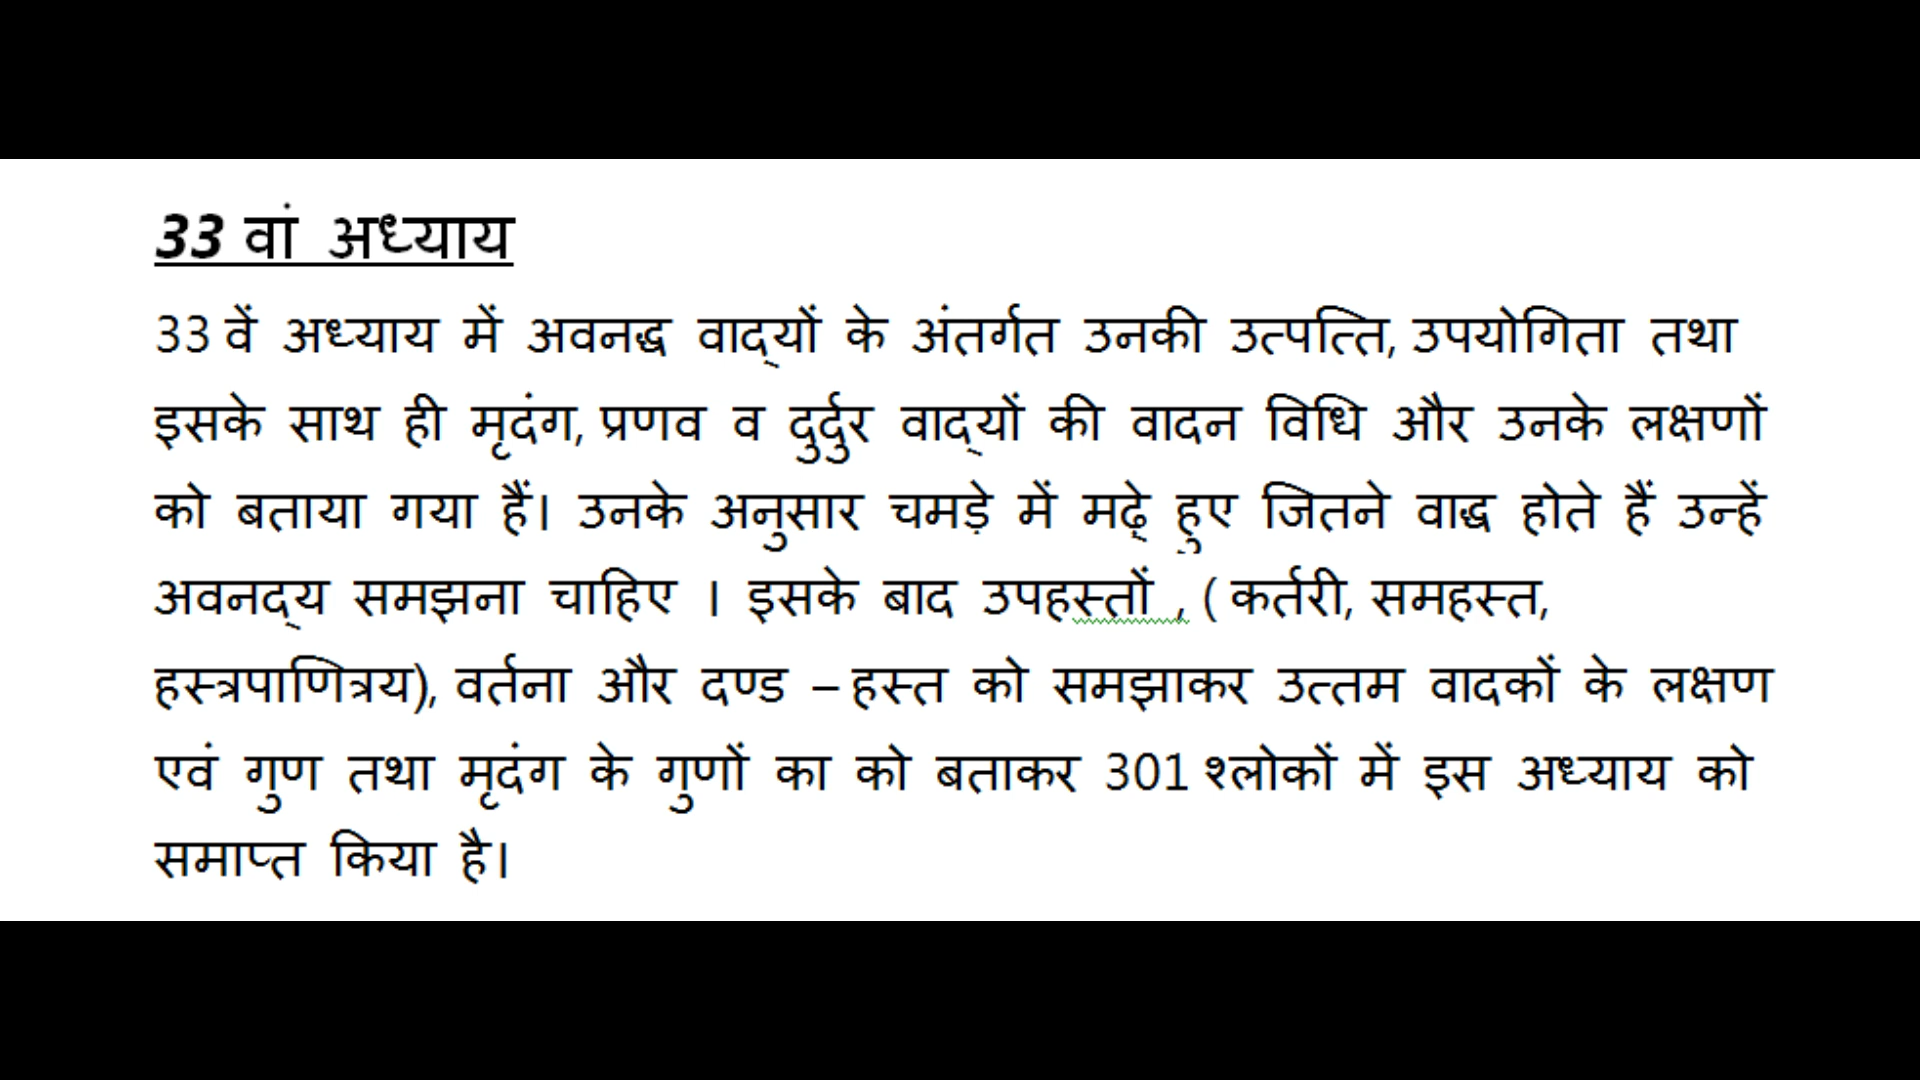 33 वां अध्याय
33 वें अध्याय में अवनद्ध वाद्‍यों के अंतर्गत उनकी उत्पत्ति, उपयोगिता तथा
इसके साथ ही मृदंग, प्रणव व दुर्दुर वाद्‍यों की वादन विधि और उनके लक्षणों
को बताया गया हैं। उनके अनुसार चमड़े में मढ़े हुए जितने वाद्ध होते हैं उन्हें
अवनद्‍य समझना चाहिए । इसके बाद उपहस्तों , ( कर्तरी, समहस्त,
हस्त्रपाणित्रय), वर्तना और दण्ड – हस्त को समझाकर उत्तम वादकों के लक्षण
एवं गुण तथा मृदंग के गुणों का को बताकर 301 श्लोकों में इस अध्याय को
समाप्त किया है।